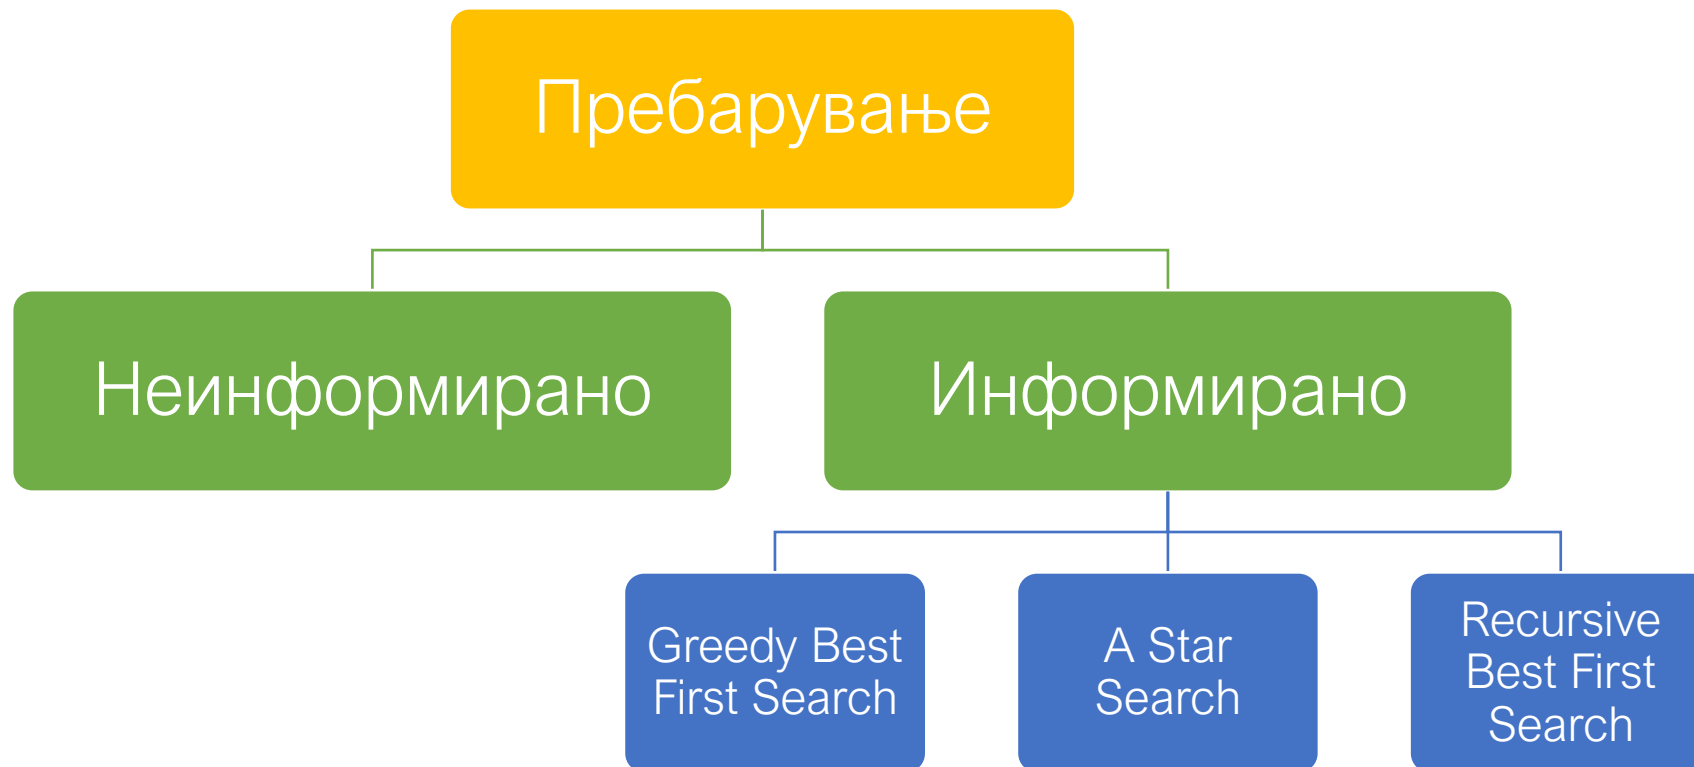 Пребарување
Неинформирано
Информирано
Greedy Best
First Search
A Star
Search
Recursive
Best First
Search